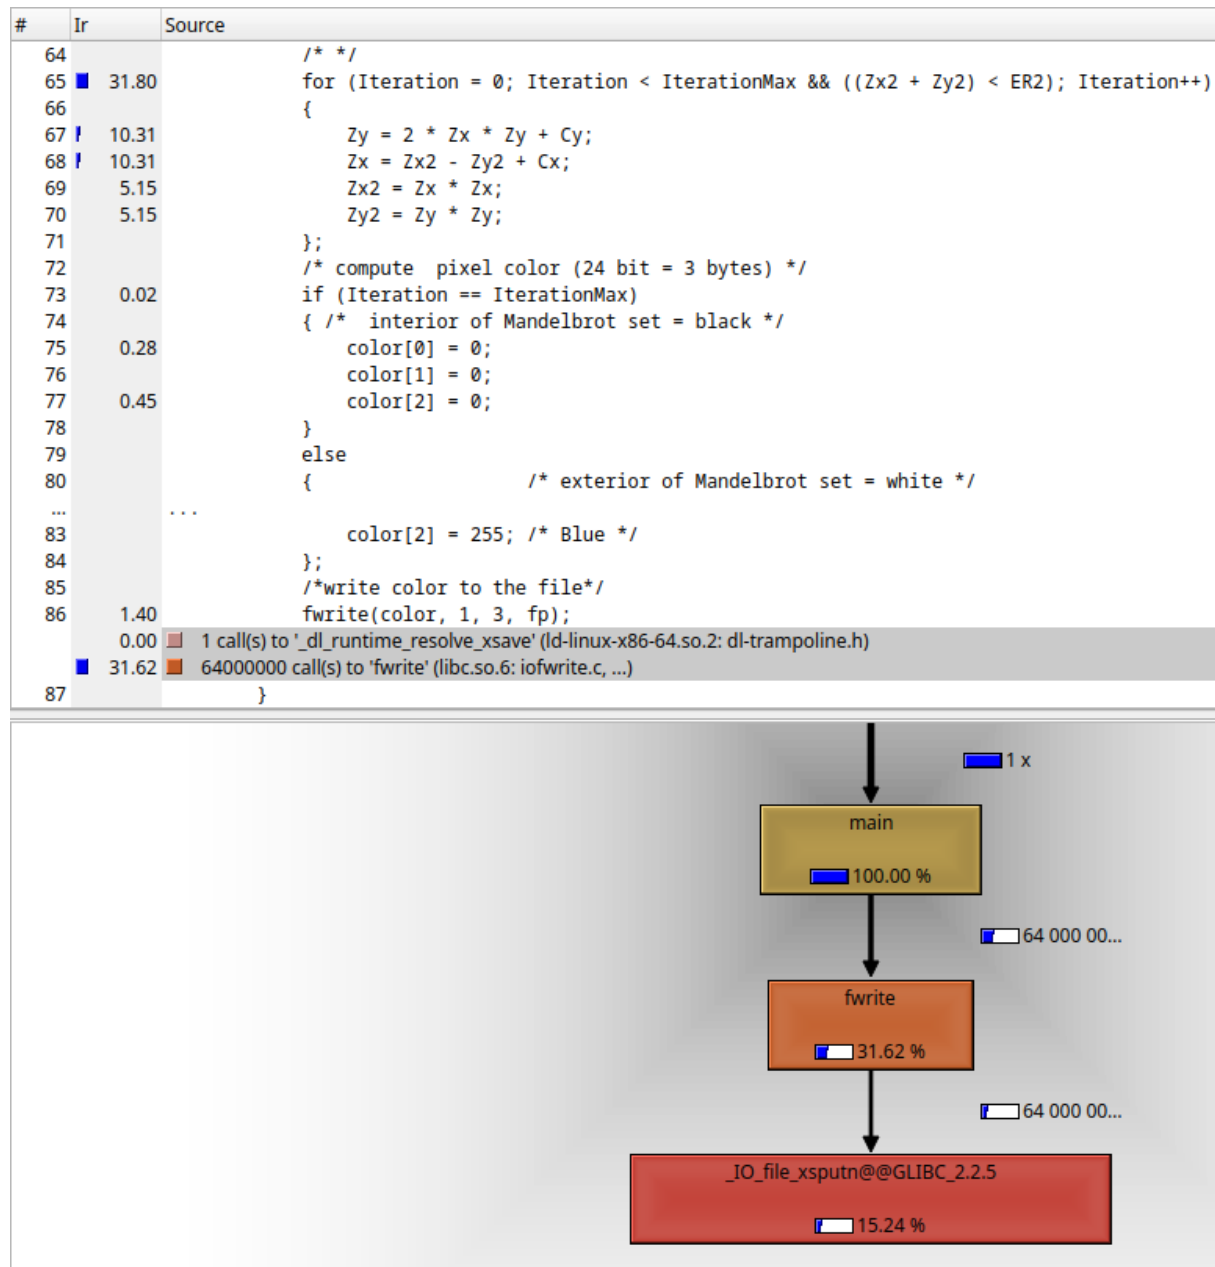 # Ir Source
64 /* */
65 31.80 for (Iteration = 0; Iteration < IterationMax && ((Zx2 + Zy2) < ER2); Iteration++)
66 {
67 10.31 Zy = 2 * Zx * Zy + Cy;
68 10.31 Zx = Zx2 - Zy2 + Cx;
69 5.15 Zx2 = Zx * Zx;
70 5.15 Zy2 = Zy * Zy;
71 };
72 /* compute  pixel color (24 bit = 3 bytes) */
73 0.02 if (Iteration == IterationMax)
74 { /*  interior of Mandelbrot set = black */
75 0.28 color[0] = 0;
76 color[1] = 0;
77 0.45 color[2] = 0;
78 }
79 else
80 { /* exterior of Mandelbrot set = white */
... ...
83 color[2] = 255; /* Blue */
84 };
85 /*write color to the file*/
86 1.40 fwrite(color, 1, 3, fp);
0.00 1 call(s) to '_dl_runtime_resolve_xsave' (ld-linux-x86-64.so.2: dl-trampoline.h)
31.62 64000000 call(s) to 'fwrite' (libc.so.6: iofwrite.c, ...)
87 }
1 x
main
100.00 %
64 000 00...
fwrite
31.62 %
64 000 00...
_IO_file_xsputn@@GLIBC_2.2.5
15.24 %